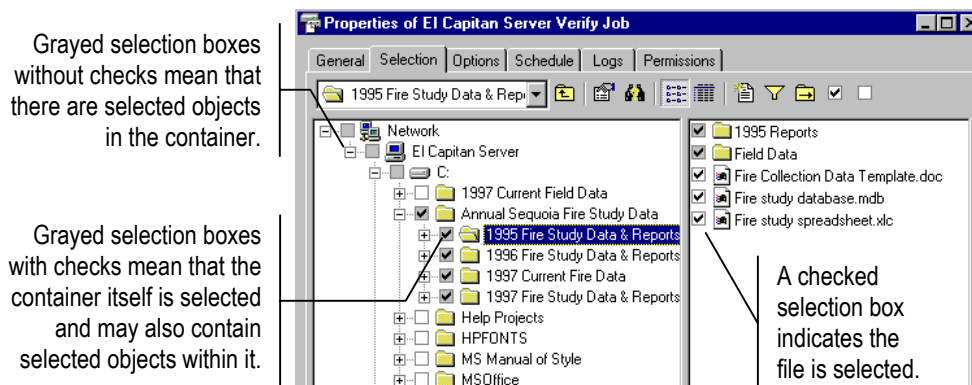 Grayed selection boxes
without checks mean that
there are selected objects
in the container.
Grayed selection boxes
with checks mean that the
container itself is selected
and may also contain
selected objects within it.
Properties of El Capitan Server Verify Job
General Selection Options Schedule Logs Permissions
1995 Fire Study Data & Repo
Network
El Capitan Server
C:
1997 Current Field Data
Annual Sequoia Fire Study Data
1995 Fire Study Data & Reports
1996 Fire Study Data & Reports
1997 Current Fire Data
1997 Fire Study Data & Reports
Help Projects
HPFONTS
MS Manual of Style
MSOffice
1995 Reports
Field Data
Fire Collection Data Template.doc
Fire study database.mdb
Fire study spreadsheet.xlc
A checked
selection box
indicates the
file is selected.